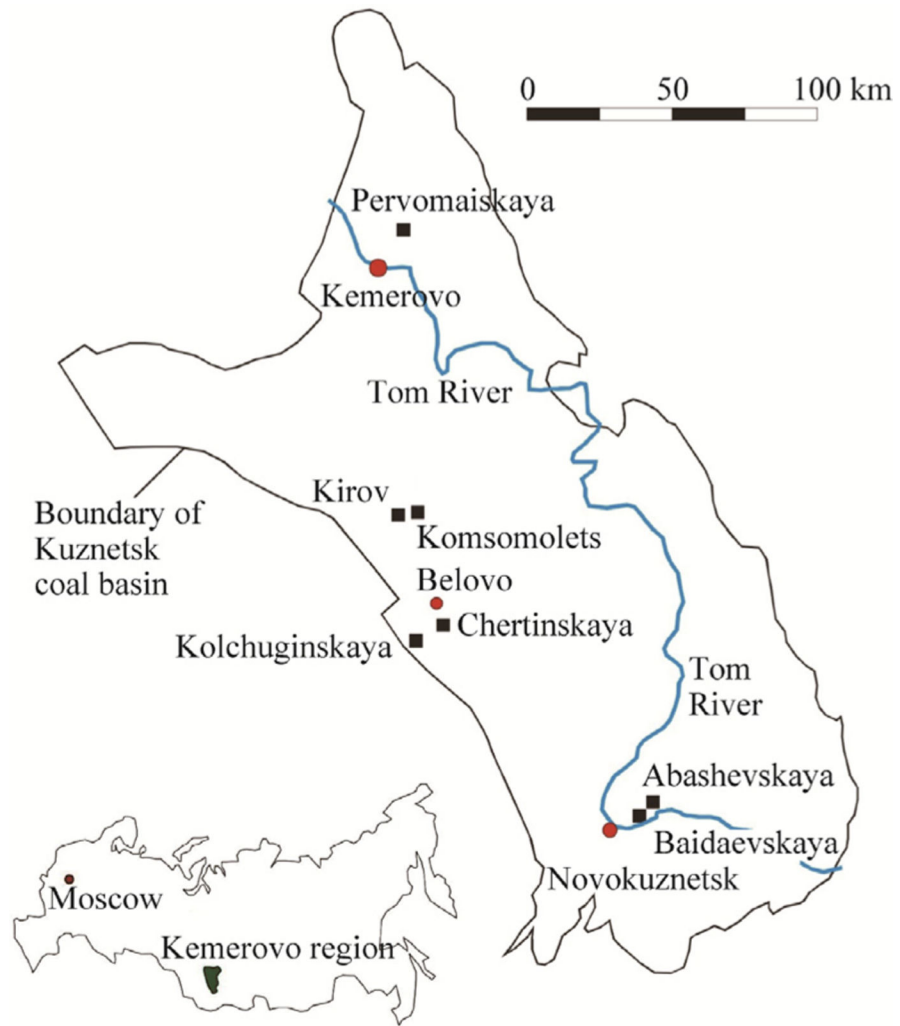 0 50 100 km
Pervomaiskaya
Kemerovo
Tom River
Kirov
Boundary of
Kuznetsk
coal basin
Komsomolets
Belovo
Chertinskaya
Kolchuginskaya
Tom
River
Abashevskaya
Baidaevskaya
Novokuznetsk
Moscow
Kemerovo region